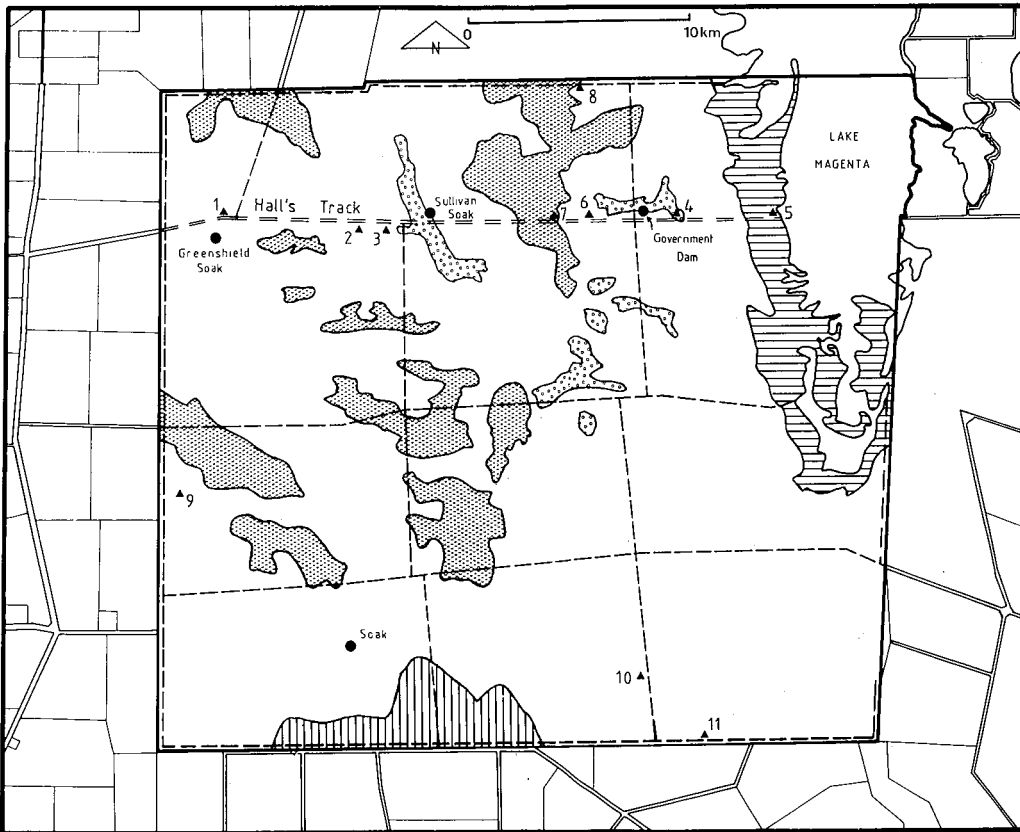 N
0 10km
8
LAKE
MAGENTA
1 Hall's Track
Sullivan
Soak
7
6
4
5
2
3
Greenshield
Soak
Government
Dam
9
Soak
10
11